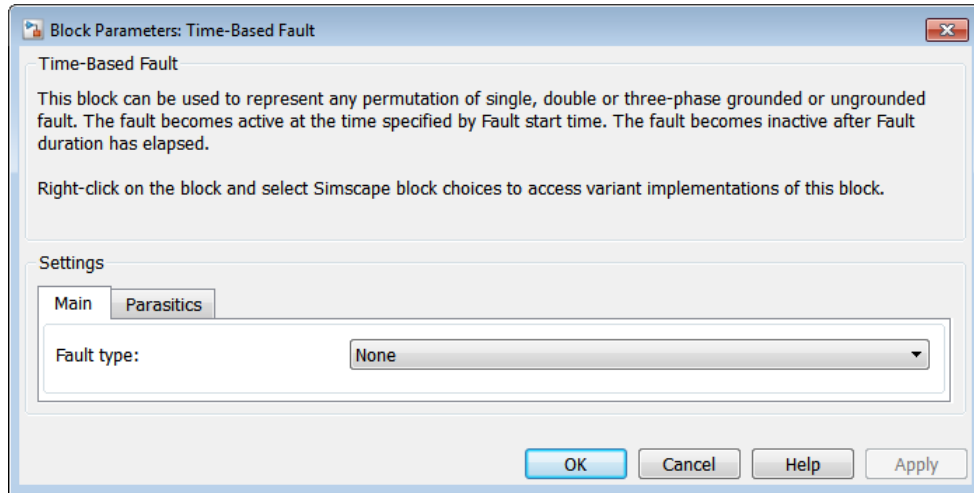 Block Parameters: Time-Based Fault
Time-Based Fault
This block can be used to represent any permutation of single, double or three-phase grounded or ungrounded
fault. The fault becomes active at the time specified by Fault start time. The fault becomes inactive after Fault
duration has elapsed.
Right-click on the block and select Simscape block choices to access variant implementations of this block.
Settings
Main Parasitics
Fault type: None
OK Cancel Help Apply